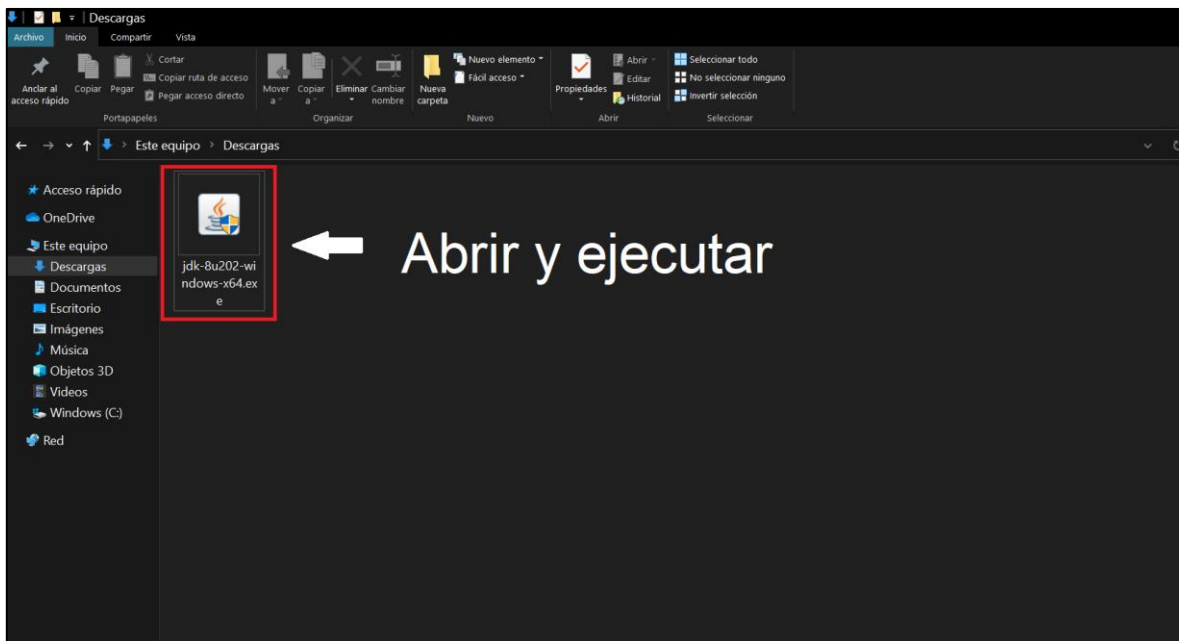 Descargas
Archivo Inicio Compartir Vista
Anclar al
acceso rápido
Copiar
Pegar
Cortar
Copiar ruta de acceso
Pegar acceso directo
Portapapeles
Mover
a
Copiar
a
Eliminar
Cambiar
nombre
Organizar
Nueva
carpeta
Nuevo elemento
Fácil acceso
Nuevo
Propiedades
Abrir
Editar
Historial
Abrir
Seleccionar todo
No seleccionar ninguno
Invertir selección
Seleccionar
Este equipo > Descargas
Acceso rápido
OneDrive
Este equipo
Descargas
Documentos
Escritorio
Imágenes
Música
Objetos 3D
Videos
Windows (C:)
Red
jdk-8u202-wi
ndows-x64.ex
e
Abrir y ejecutar